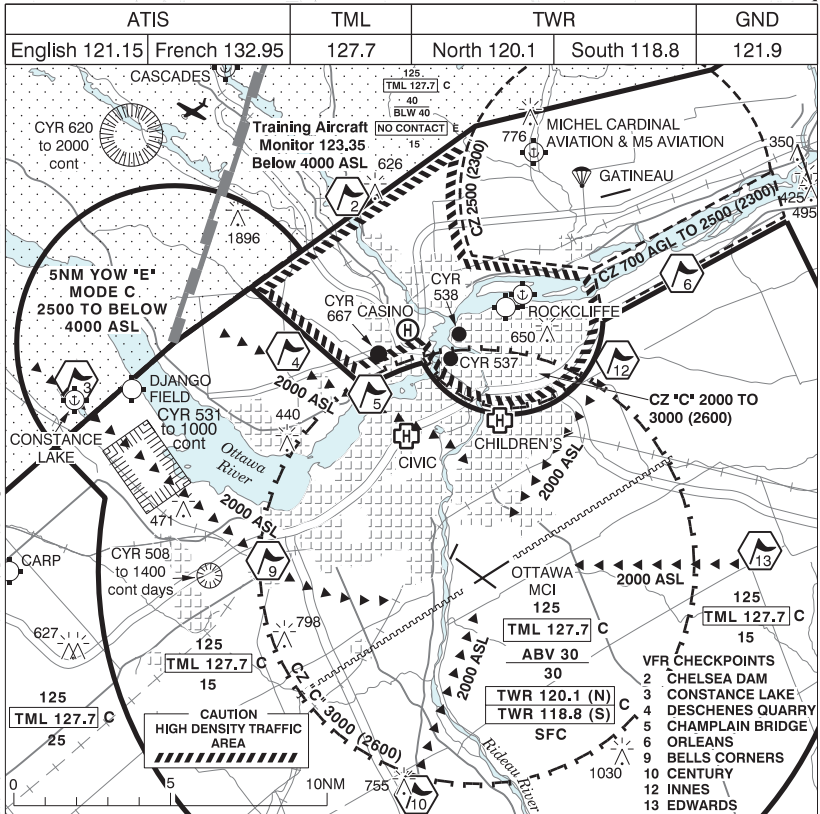 ATIS
TML
TWR
GND
English 121.15
French 132.95
127.7
North 120.1
South 118.8
121.9
CASCADES
CYR 620
to 2000
cont
125
TML 127.7 C
40
BLW 40
NO CONTACT E
15
Training Aircraft
Monitor 123.35
Below 4000 ASL
626
2
776
MICHEL CARDINAL
AVIATION & M5 AVIATION
GATINEAU
350
425
495
CZ 2500 (2300)
CZ 700 AGL TO 2500 (2300)
6
1896
5NM YOW "E"
MODE C
2500 TO BELOW
4000 ASL
CYR
538
CYR
667
CASINO
H
ROCKCLIFFE
650
CYR 537
12
4
2000 ASL
5
3
DJANGO
FIELD
CYR 531
to 1000
cont
CONSTANCE
LAKE
440
Ottawa
River
H
CIVIC
H
CHILDREN'S
CZ "C" 2000 TO
3000 (2600)
2000 ASL
471
2000 ASL
CARP
CYR 508
to 1400
cont days
9
OTTAWA
MCI
2000 ASL
13
125
TML 127.7 C
ABV 30
30
TWR 120.1 (N)
TWR 118.8 (S)
C
SFC
125
TML 127.7 C
15
627
798
125
TML 127.7 C
15
CZ "C" 3000 (2600)
2000 ASL
125
TML 127.7 C
25
CAUTION
HIGH DENSITY TRAFFIC
AREA
Rideau River
1030
755
10
0
5
10NM
VFR CHECKPOINTS
2 CHELSEA DAM
3 CONSTANCE LAKE
4 DESCHENES QUARRY
5 CHAMPLAIN BRIDGE
6 ORLEANS
9 BELLS CORNERS
10 CENTURY
12 INNES
13 EDWARDS